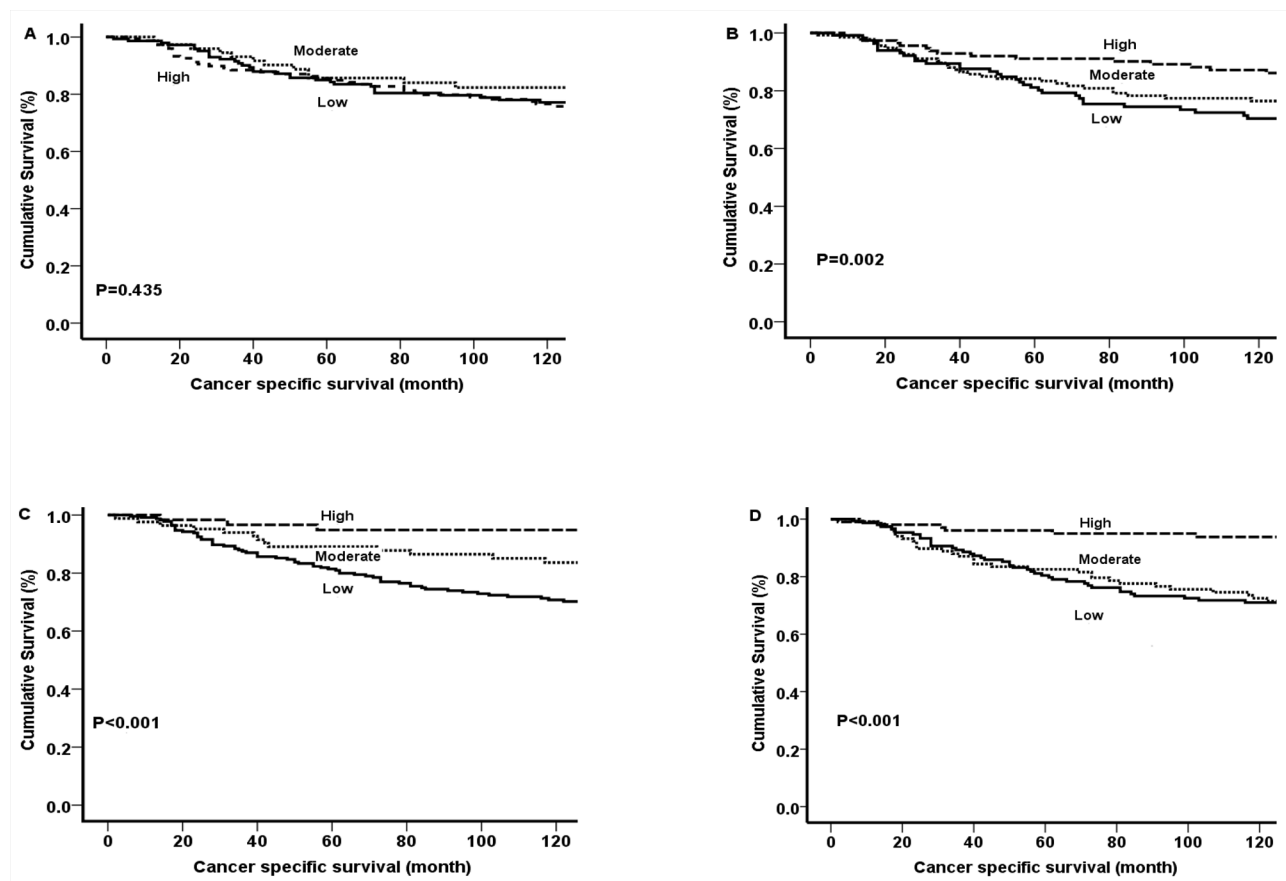 A
1.0
0.8
0.6
0.4
0.2
0.0
Cumulative Survival (%)
Moderate
High
Low
P=0.435
0 20 40 60 80 100 120
Cancer specific survival (month)
B
1.0
0.8
0.6
0.4
0.2
0.0
Cumulative Survival (%)
High
Moderate
Low
P=0.002
0 20 40 60 80 100 120
Cancer specific survival (month)
C
1.0
0.8
0.6
0.4
0.2
0.0
Cumulative Survival (%)
High
Moderate
Low
P<0.001
0 20 40 60 80 100 120
Cancer specific survival (month)
D
1.0
0.8
0.6
0.4
0.2
0.0
Cumulative Survival (%)
High
Moderate
Low
P<0.001
0 20 40 60 80 100 120
Cancer specific survival (month)